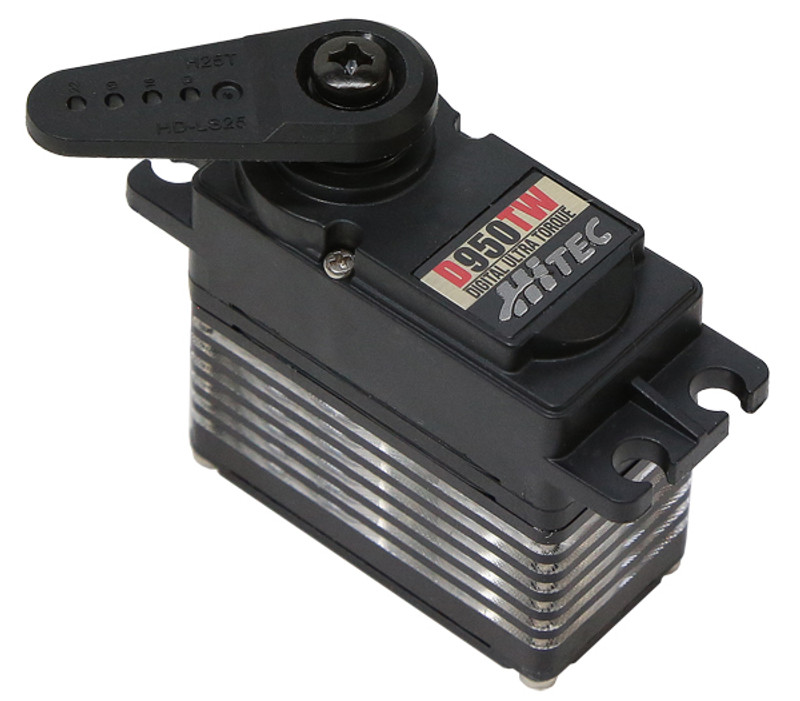 H25T
HD-LS25
D950TW
DIGITAL ULTRA TORQUE
HiTEC